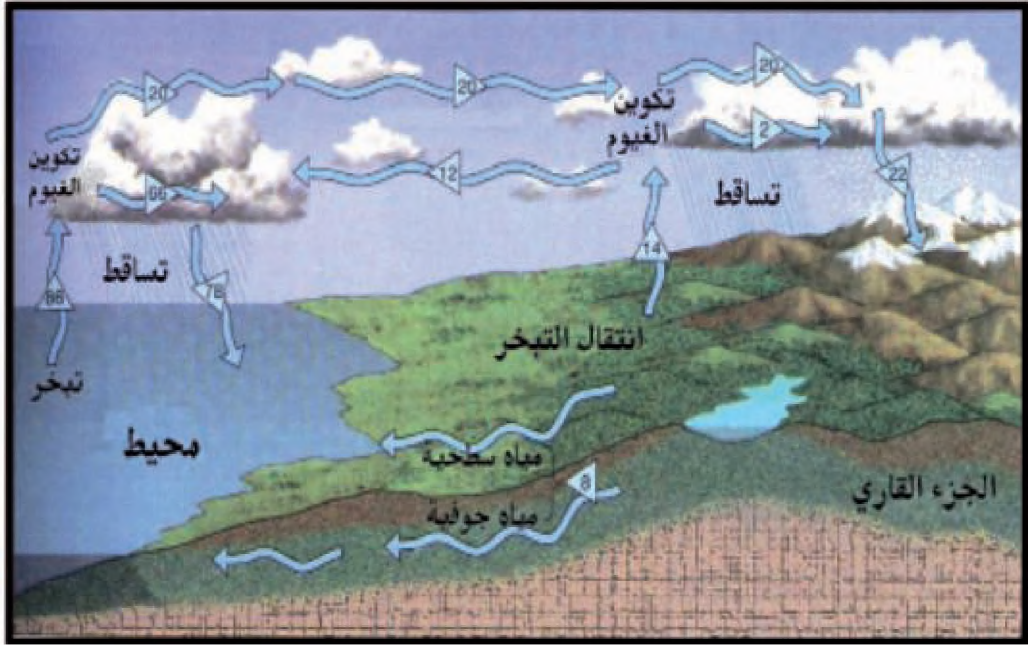 20
20
20
تكوين
الغيوم
2
تكوين
الغيوم
12
22
66
تساقط
تساقط
14
86
انتقال التبخر
تبخر
محيط
مياه سطحية
8
الجزء القاري
مياه جوفية